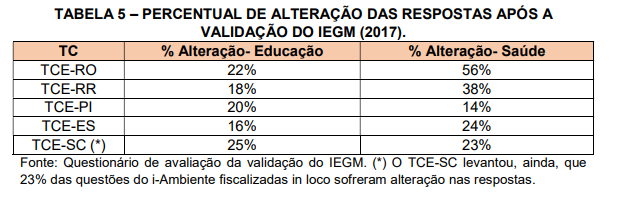 TABELA 5 – PERCENTUAL DE ALTERAÇÃO DAS RESPOSTAS APÓS A
VALIDAÇÃO DO IEGM (2017).
TC % Alteração- Educação % Alteração- Saúde
TCE-RO 22% 56%
TCE-RR 18% 38%
TCE-PI 20% 14%
TCE-ES 16% 24%
TCE-SC (*) 25% 23%
Fonte: Questionário de avaliação da validação do IEGM. (*) O TCE-SC levantou, ainda, que
23% das questões do i-Ambiente fiscalizadas in loco sofreram alteração nas respostas.